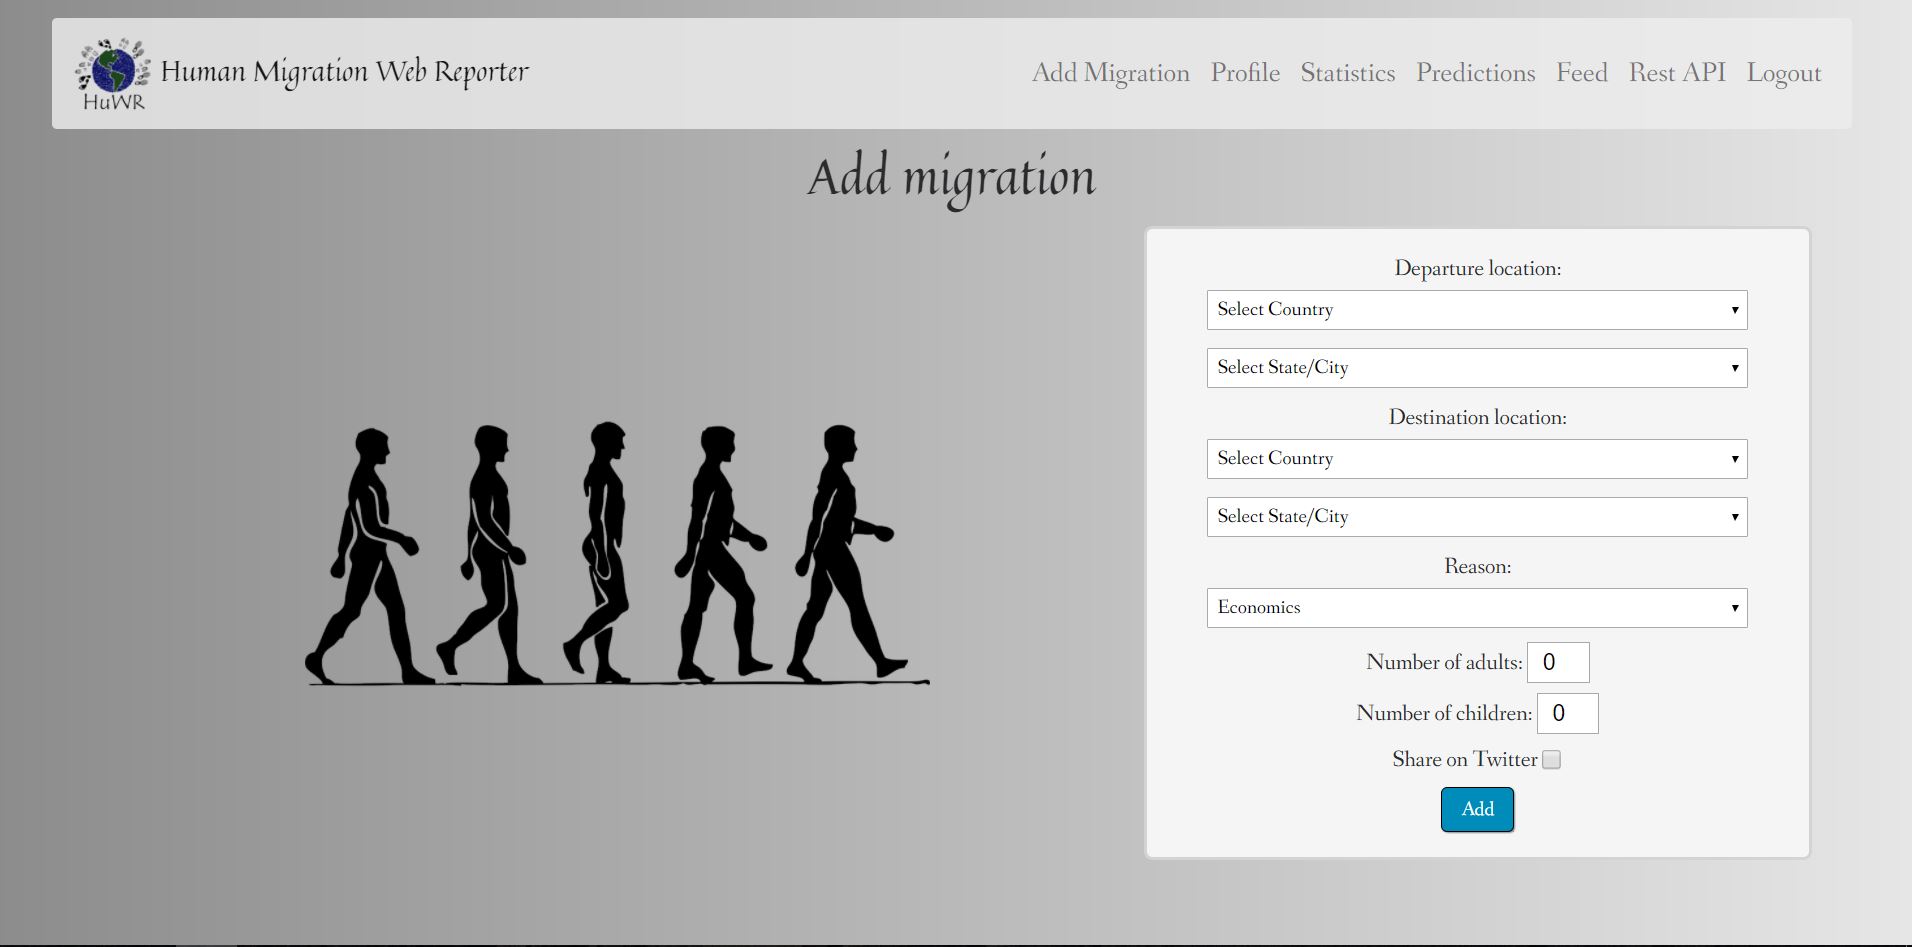 HuWR
Human Migration Web Reporter
Add Migration Profile Statistics Predictions Feed Rest API Logout
Add migration
Departure location:
Select Country
Select State/City
Destination location:
Select Country
Select State/City
Reason:
Economics
Number of adults: 0
Number of children: 0
Share on Twitter
Add